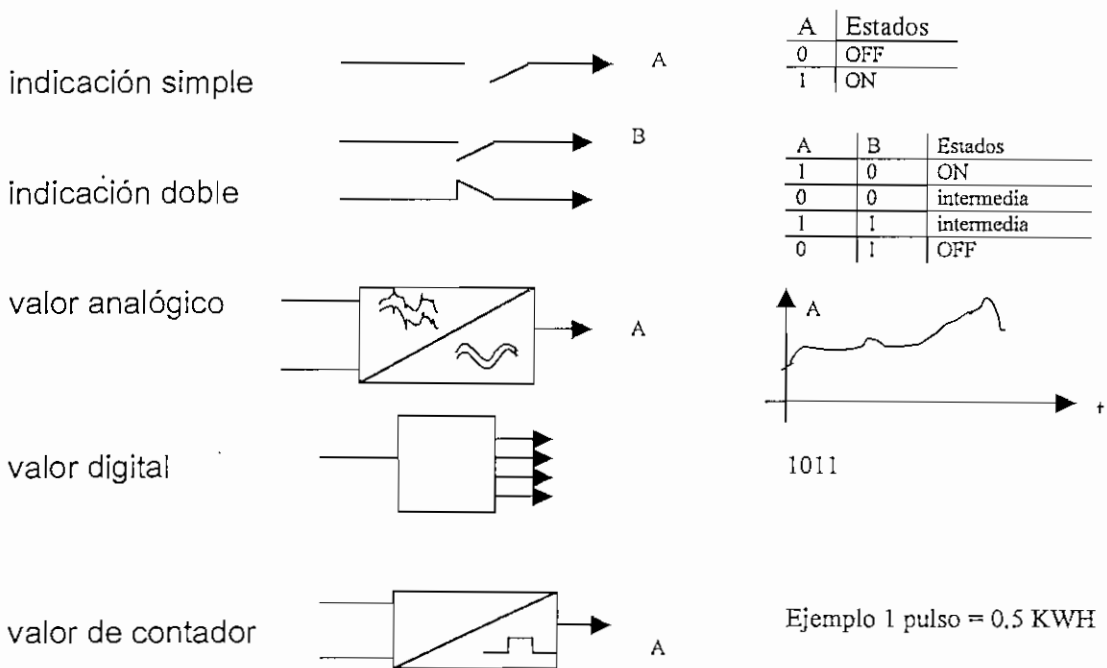 indicación simple
A
A Estados
0 OFF
1 ON
indicación doble
B
A B Estados
1 0 ON
0 0 intermedia
1 1 intermedia
0 1 OFF
valor analógico
A
A
t
valor digital
1011
valor de contador
A
Ejemplo 1 pulso = 0.5 KWH